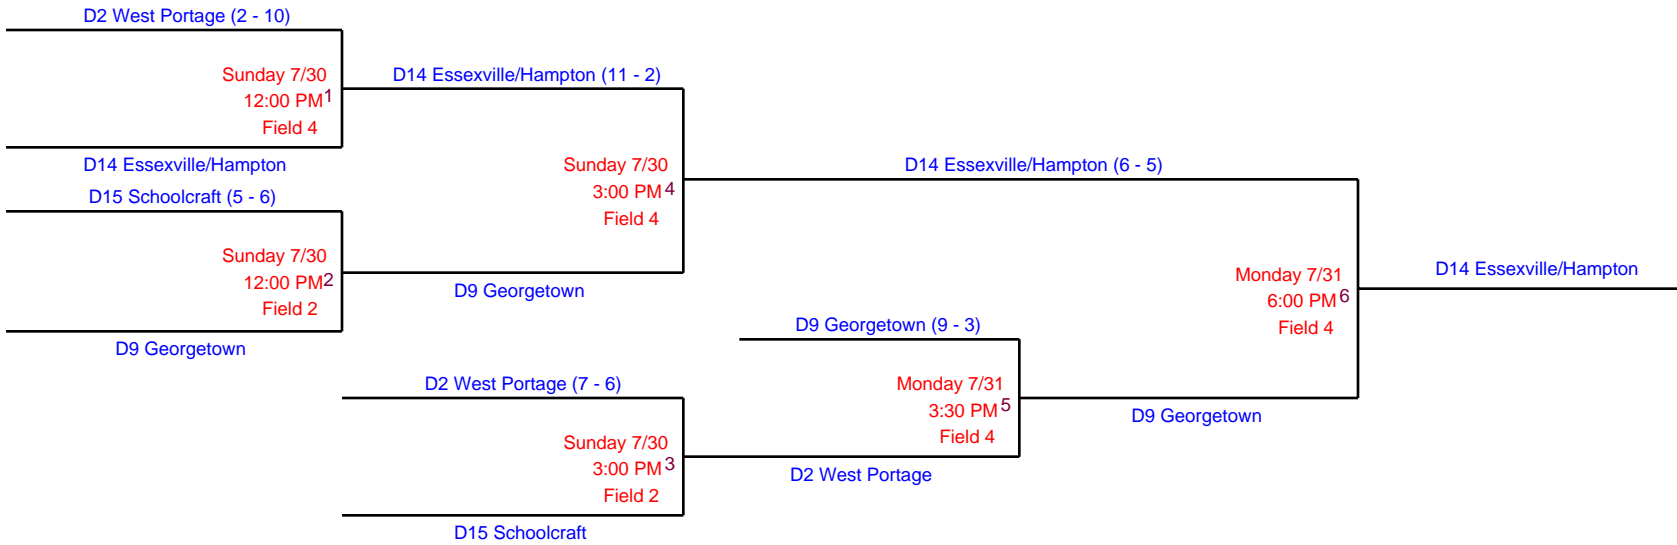 D2 West Portage (2 - 10)
Sunday 7/30
12:00 PM 1
Field 4
D14 Essexville/Hampton
D15 Schoolcraft (5 - 6)
Sunday 7/30
12:00 PM 2
Field 2
D9 Georgetown
D14 Essexville/Hampton (11 - 2)
Sunday 7/30
3:00 PM 4
Field 4
D9 Georgetown
D2 West Portage (7 - 6)
Sunday 7/30
3:00 PM 3
Field 2
D15 Schoolcraft
D14 Essexville/Hampton (6 - 5)
D9 Georgetown (9 - 3)
Monday 7/31
3:30 PM 5
Field 4
D2 West Portage
Monday 7/31
6:00 PM 6
Field 4
D9 Georgetown
D14 Essexville/Hampton